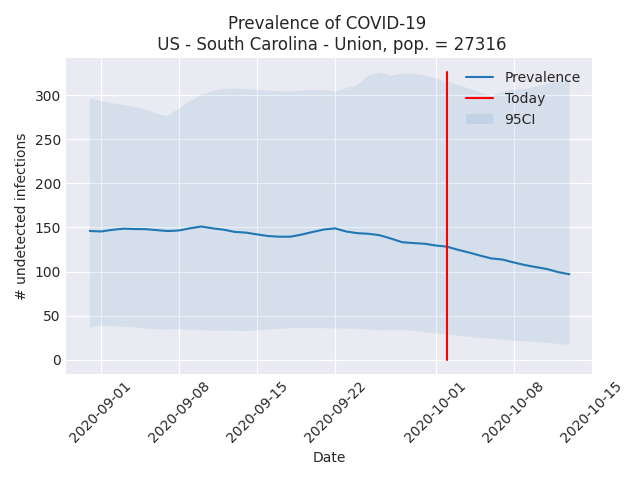 Prevalence of COVID-19
US - South Carolina - Union, pop. = 27316
Prevalence
Today
95CI
# undetected infections
300
250
200
150
100
50
0
2020-09-01
2020-09-08
2020-09-15
2020-09-22
2020-10-01
2020-10-08
2020-10-15
Date